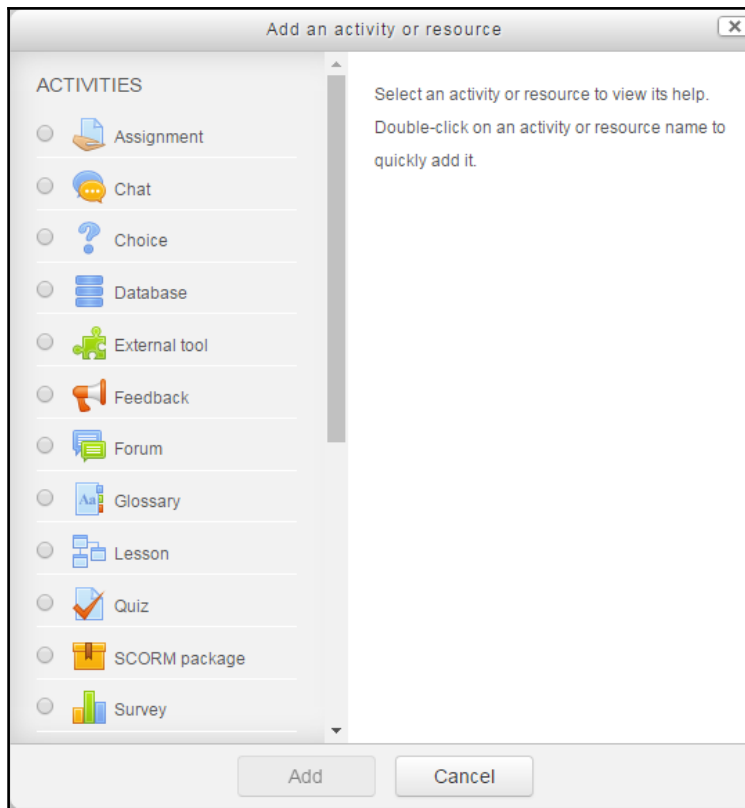 Add an activity or resource
ACTIVITIES
Assignment
Chat
Choice
Database
External tool
Feedback
Forum
Aa
Glossary
Lesson
Quiz
SCORM package
Survey
Select an activity or resource to view its help.
Double-click on an activity or resource name to
quickly add it.
Add
Cancel